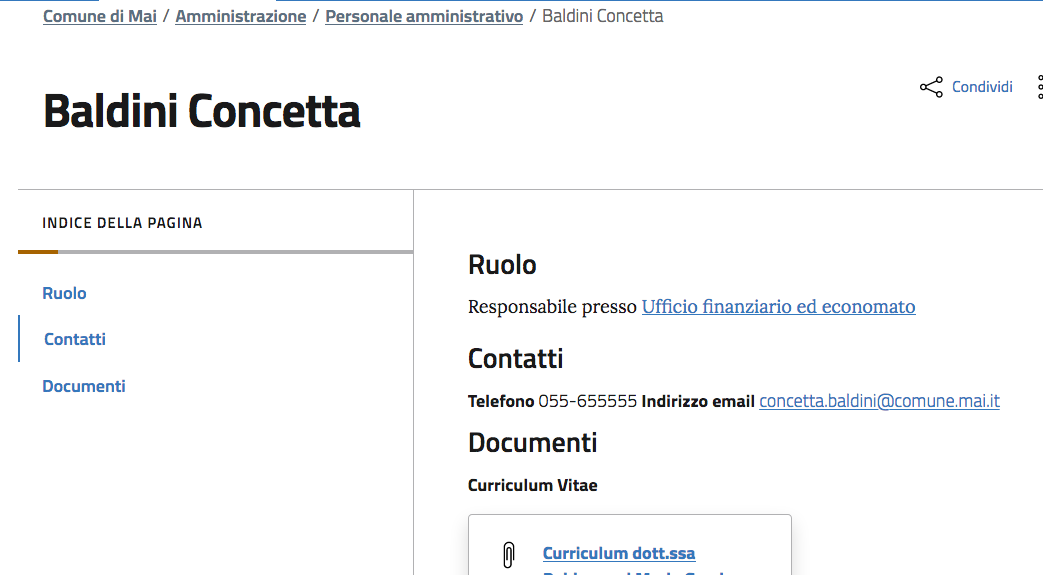 Comune di Mai / Amministrazione / Personale amministrativo / Baldini Concetta
Baldini Concetta
Condividi
INDICE DELLA PAGINA
Ruolo
Contatti
Documenti
Ruolo
Responsabile presso Ufficio finanziario ed economato
Contatti
Telefono 055-655555 Indirizzo email concetta.baldini@comune.mai.it
Documenti
Curriculum Vitae
Curriculum dott.ssa